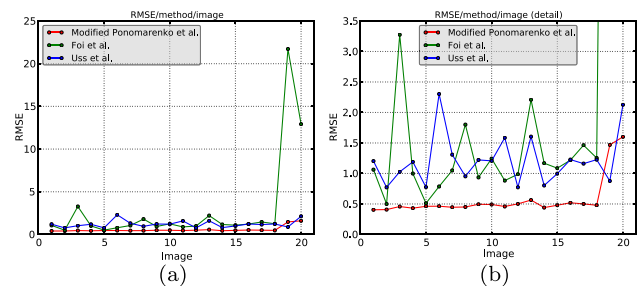 RMSE/method/image
Modified Ponomarenko et al.
Foi et al.
Uss et al.
RMSE
25
20
15
10
5
0
0 5 10 15 20
Image
(a)
RMSE/method/image (detail)
Modified Ponomarenko et al.
Foi et al.
Uss et al.
RMSE
3.5
3.0
2.5
2.0
1.5
1.0
0.5
0.0
0 5 10 15 20
Image
(b)